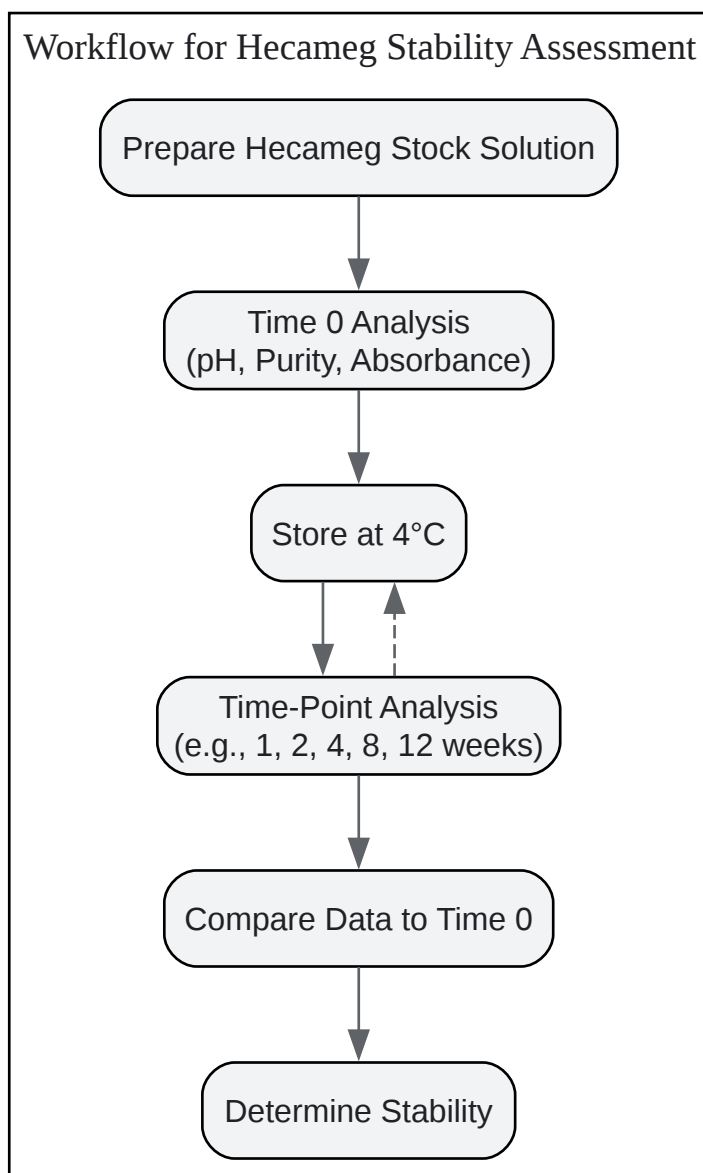 Workflow for Hecameg Stability Assessment
Prepare Hecameg Stock Solution
Time 0 Analysis
(pH, Purity, Absorbance)
Store at 4°C
Time-Point Analysis
(e.g., 1, 2, 4, 8, 12 weeks)
Compare Data to Time 0
Determine Stability